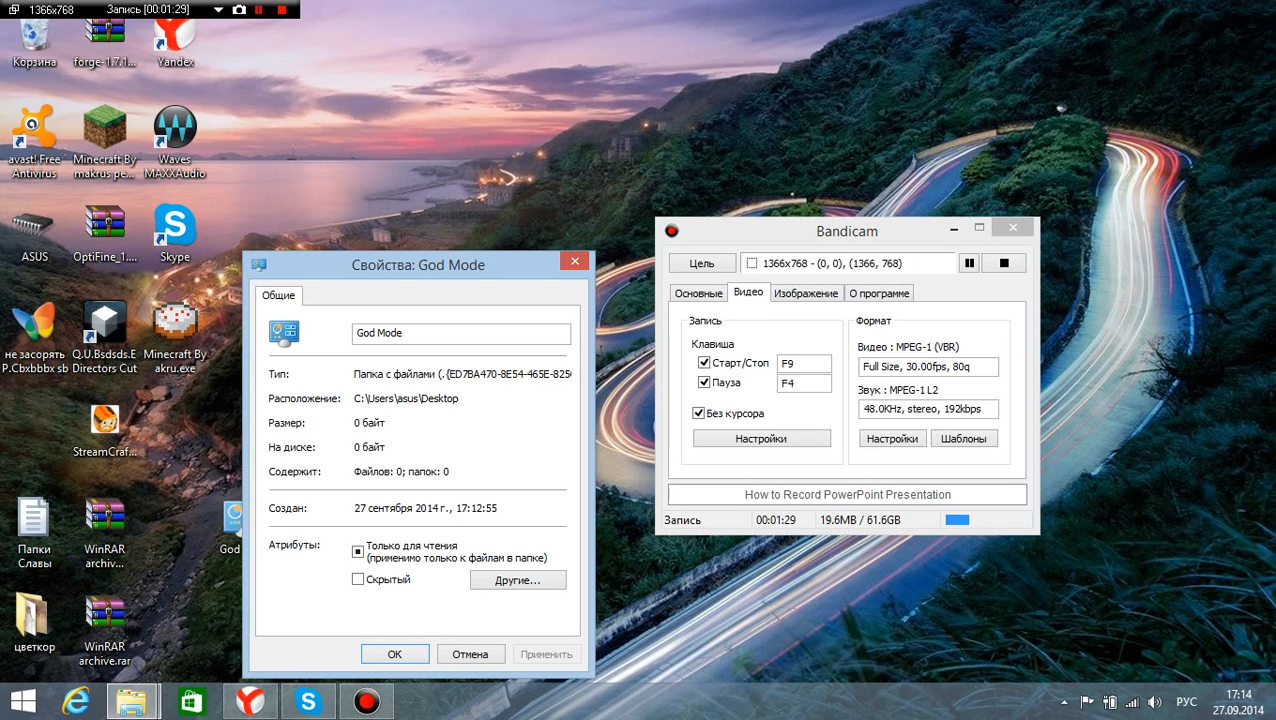 1366x768 Запись [00:01:29]
Корзина
forge-1.7.1...
Yandex
avast! Free
Antivirus
Minecraft By
makrus pe...
Waves
MAXXAudio
ASUS
OptiFine_1....
Skype
не засорять
P.Cbxbbbx sb
Q.U.Bsdsds.E
Directors Cut
Minecraft By
akru.exe
StreamCraf...
Папки
Славы
WinRAR
archiv...
God
цветкор
WinRAR
archive.rar
Свойства: God Mode
Общие
God Mode
Тип: Папка с файлами (.{ED7BA470-8E54-465E-825
Расположение: C:\Users\asus\Desktop
Размер: 0 байт
На диске: 0 байт
Содержит: Файлов: 0; папок: 0
Создан: 27 сентября 2014 г., 17:12:55
Атрибуты: Только для чтения
(применимо только к файлам в папке)
Скрытый Другие...
OK Отмена Применить
Bandicam
Цель 1366x768 - (0, 0), (1366, 768)
Основные Видео Изображение О программе
Запись
Клавиша
Старт/Стоп F9
Пауза F4
Без курсора
Настройки
Формат
Видео : MPEG-1 (VBR)
Full Size, 30.00fps, 80q
Звук : MPEG-1 L2
48.0KHz, stereo, 192kbps
Настройки Шаблоны
How to Record PowerPoint Presentation
Запись 00:01:29 19.6MB / 61.6GB
РУС
17:14
27.09.2014